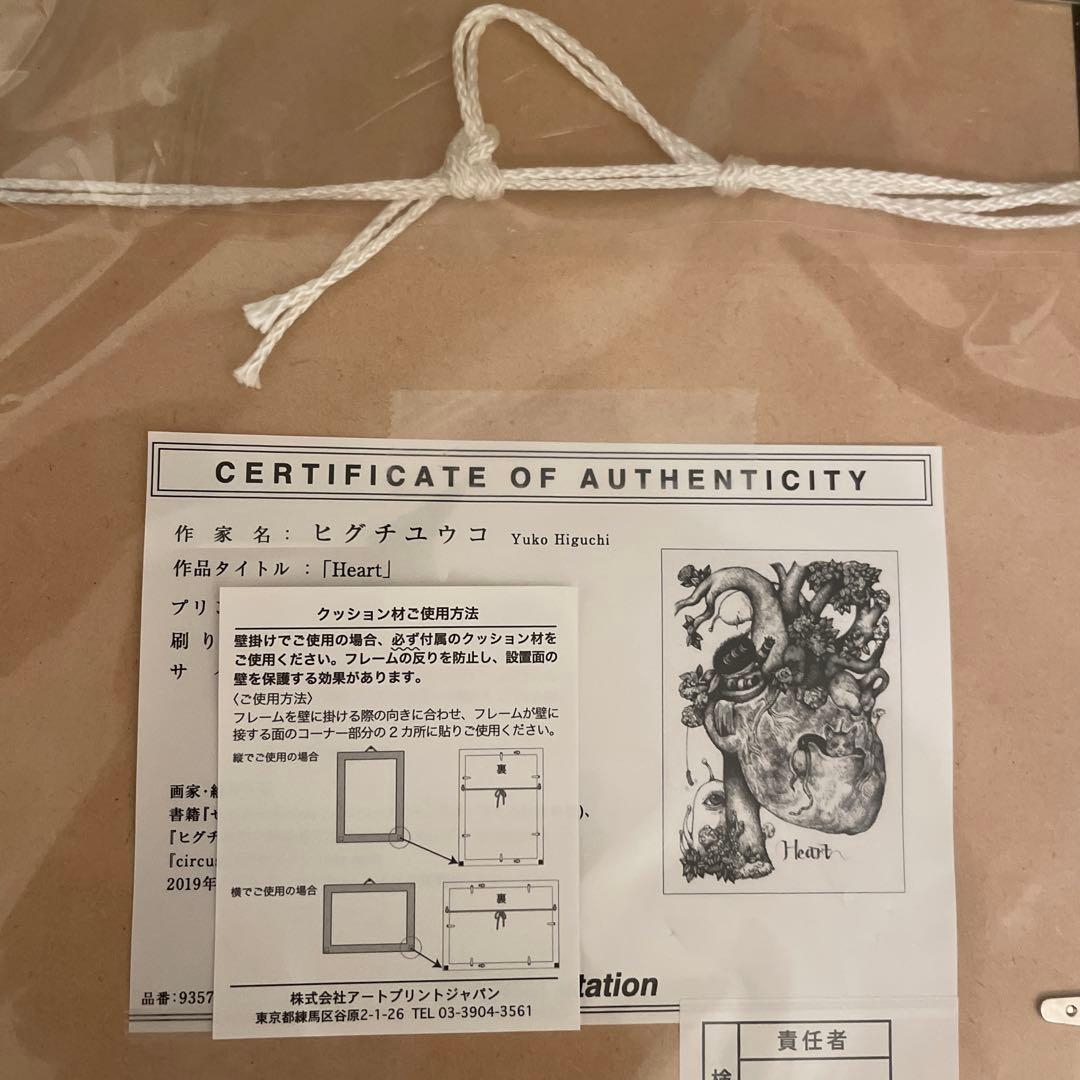 CERTIFICATE OF AUTHENTICITY
作家名：ヒグチユウコ Yuko Higuchi
作品タイトル：「Heart」
プリ
刷り
サ
画家・
書籍『
『ヒグチ
『circus
2019年
)、
Heart
品番：9357
tation
クッション材ご使用方法
壁掛けでご使用の場合、必ず付属のクッション材を
ご使用ください。フレームの反りを防止し、設置面の
壁を保護する効果があります。
〈ご使用方法〉
フレームを壁に掛ける際の向きに合わせ、フレームが壁に
接する面のコーナー部分の2カ所に貼りご使用ください。
縦でご使用の場合
裏
横でご使用の場合
裏
株式会社アートプリントジャパン
東京都練馬区谷原2-1-26 TEL 03-3904-3561
責任者
検